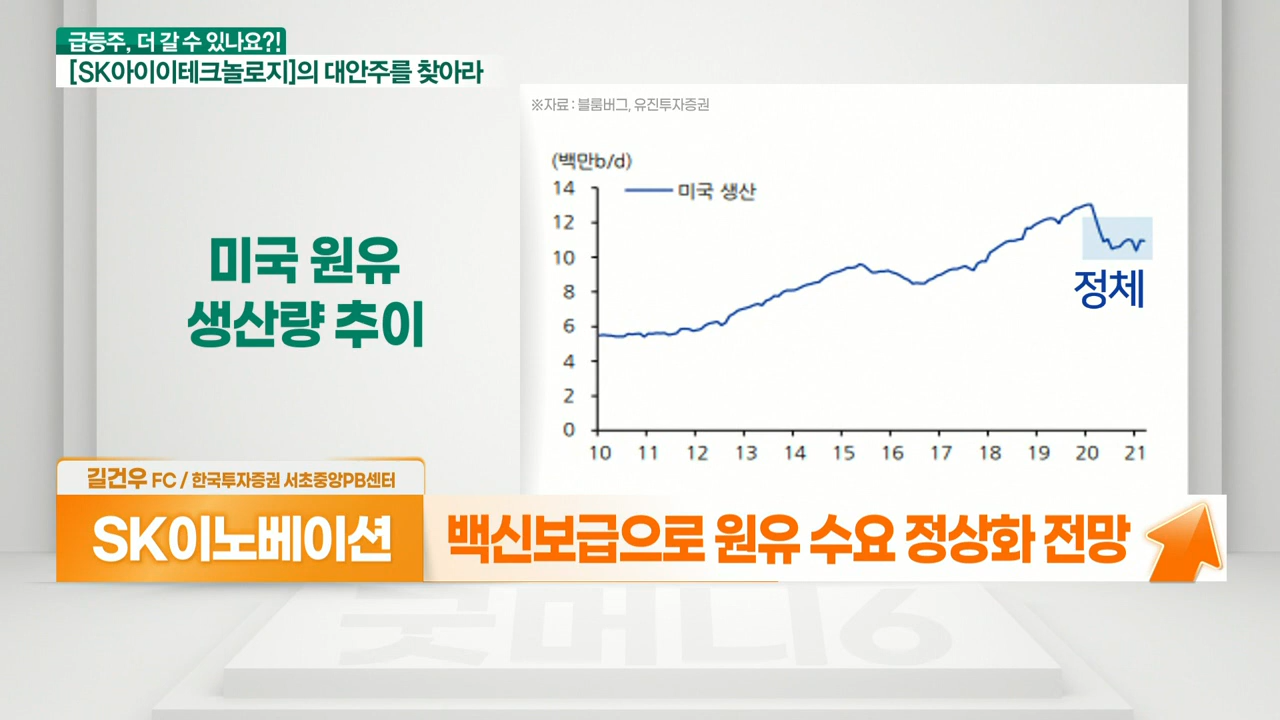 급등주, 더 갈 수 있나요?!
[SK아이이테크놀로지]의 대안주를 찾아라
※자료 : 블룸버그, 유진투자증권
(백만b/d)
미국 생산
14
12
10
8
6
4
2
0
10 11 12 13 14 15 16 17 18 19 20 21
정체
미국 원유
생산량 추이
길건우 FC / 한국투자증권 서초중앙PB센터
SK이노베이션
백신보급으로 원유 수요 정상화 전망
굿머니6